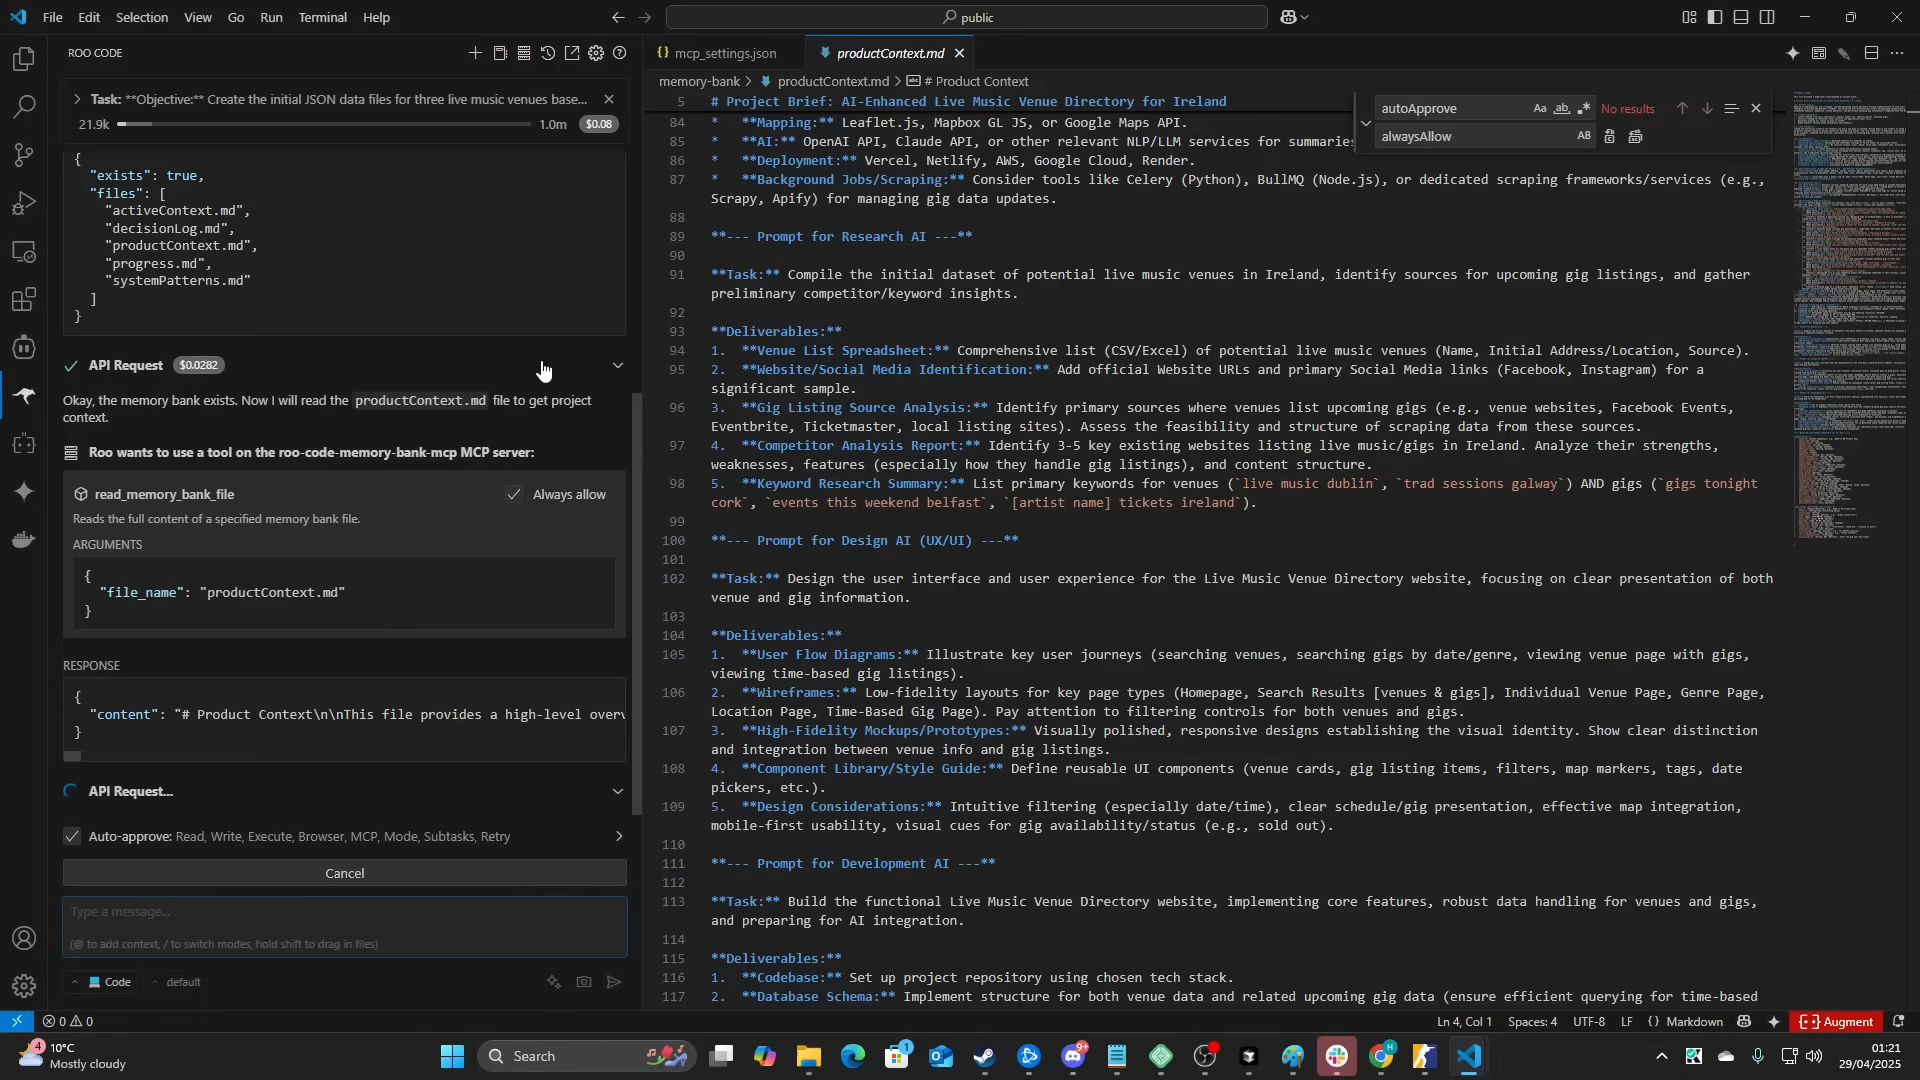 File Edit Selection View Go Run Terminal Help
public
ROO CODE
Task: **Objective:** Create the initial JSON data files for three live music venues base...
21.9k 1.0m $0.08
{
"exists": true,
"files": [
"activeContext.md",
"decisionLog.md",
"productContext.md",
"progress.md",
"systemPatterns.md"
]
}
API Request $0.0282
Okay, the memory bank exists. Now I will read the productContext.md file to get project
context.
Roo wants to use a tool on the roo-code-memory-bank-mcp MCP server:
read_memory_bank_file Always allow
Reads the full content of a specified memory bank file.
ARGUMENTS
{
"file_name": "productContext.md"
}
RESPONSE
{
"content": "# Product Context\n\nThis file provides a high-level overv
}
API Request...
Auto-approve: Read, Write, Execute, Browser, MCP, Mode, Subtasks, Retry
Cancel
Type a message...
(@ to add context, / to switch modes, hold shift to drag in files)
Code default
mcp_settings.json productContext.md
memory-bank > productContext.md > # Product Context
autoApprove Aa ab No results
alwaysAllow AB
5 # Project Brief: AI-Enhanced Live Music Venue Directory for Ireland
84 * **Mapping:** Leaflet.js, Mapbox GL JS, or Google Maps API.
85 * **AI:** OpenAI API, Claude API, or other relevant NLP/LLM services for summarie
86 * **Deployment:** Vercel, Netlify, AWS, Google Cloud, Render.
87 * **Background Jobs/Scraping:** Consider tools like Celery (Python), BullMQ (Node.js), or dedicated scraping frameworks/services (e.g.,
Scrapy, Apify) for managing gig data updates.
88
89 **--- Prompt for Research AI ---**
90
91 **Task:** Compile the initial dataset of potential live music venues in Ireland, identify sources for upcoming gig listings, and gather
preliminary competitor/keyword insights.
92
93 **Deliverables:**
94 1. **Venue List Spreadsheet:** Comprehensive list (CSV/Excel) of potential live music venues (Name, Initial Address/Location, Source).
95 2. **Website/Social Media Identification:** Add official Website URLs and primary Social Media links (Facebook, Instagram) for a
significant sample.
96 3. **Gig Listing Source Analysis:** Identify primary sources where venues list upcoming gigs (e.g., venue websites, Facebook Events,
Eventbrite, Ticketmaster, local listing sites). Assess the feasibility and structure of scraping data from these sources.
97 4. **Competitor Analysis Report:** Identify 3-5 key existing websites listing live music/gigs in Ireland. Analyze their strengths,
weaknesses, features (especially how they handle gig listings), and content structure.
98 5. **Keyword Research Summary:** List primary keywords for venues (`live music dublin`, `trad sessions galway`) AND gigs (`gigs tonight
cork`, `events this weekend belfast`, `[artist name] tickets ireland`).
99
100 **--- Prompt for Design AI (UX/UI) ---**
101
102 **Task:** Design the user interface and user experience for the Live Music Venue Directory website, focusing on clear presentation of both
venue and gig information.
103
104 **Deliverables:**
105 1. **User Flow Diagrams:** Illustrate key user journeys (searching venues, searching gigs by date/genre, viewing venue page with gigs,
viewing time-based gig listings).
106 2. **Wireframes:** Low-fidelity layouts for key page types (Homepage, Search Results [venues & gigs], Individual Venue Page, Genre Page,
Location Page, Time-Based Gig Page). Pay attention to filtering controls for both venues and gigs.
107 3. **High-Fidelity Mockups/Prototypes:** Visually polished, responsive designs establishing the visual identity. Show clear distinction
and integration between venue info and gig listings.
108 4. **Component Library/Style Guide:** Define reusable UI components (venue cards, gig listing items, filters, map markers, tags, date
pickers, etc.).
109 5. **Design Considerations:** Intuitive filtering (especially date/time), clear schedule/gig presentation, effective map integration,
mobile-first usability, visual cues for gig availability/status (e.g., sold out).
110
111 **--- Prompt for Development AI ---**
112
113 **Task:** Build the functional Live Music Venue Directory website, implementing core features, robust data handling for venues and gigs,
and preparing for AI integration.
114
115 **Deliverables:**
116 1. **Codebase:** Set up project repository using chosen tech stack.
117 2. **Database Schema:** Implement structure for both venue data and related upcoming gig data (ensure efficient querying for time-based
0 0 Ln 4, Col 1 Spaces: 4 UTF-8 LF {} Markdown Augment
4 10°C
Mostly cloudy
Search
1 9+
01:21
29/04/2025